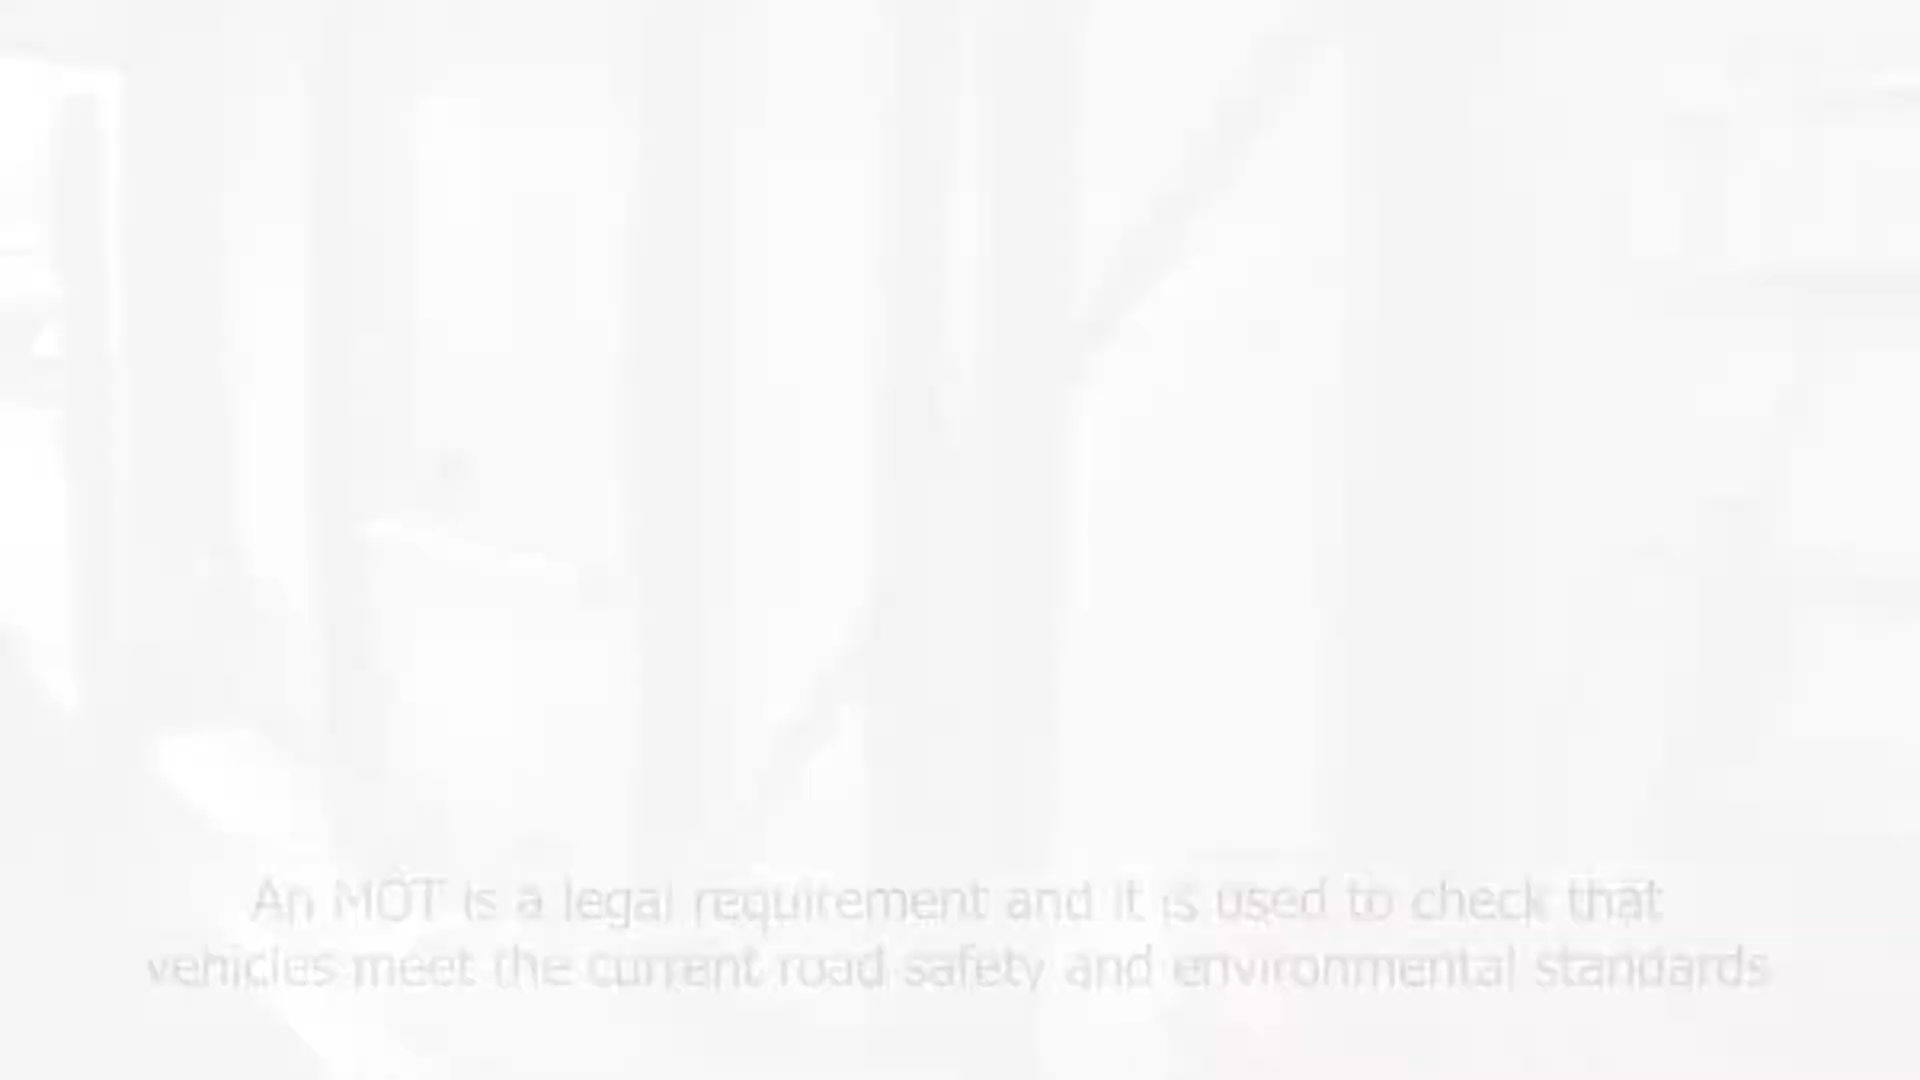 An MOT is a legal requirement and it is used to check that
vehicles meet the current road safety and environmental standards